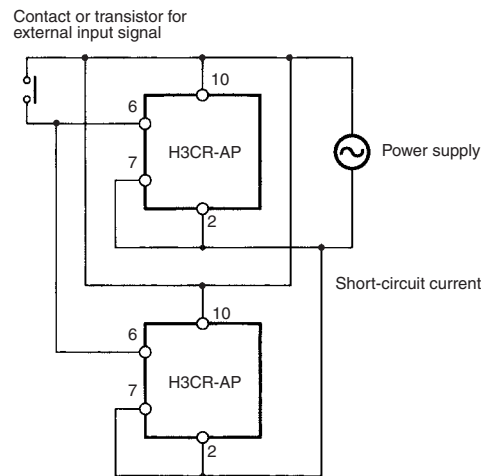 Contact or transistor for
external input signal
10
6
H3CR-AP
7
2
Power supply
Short-circuit current
10
6
H3CR-AP
7
2